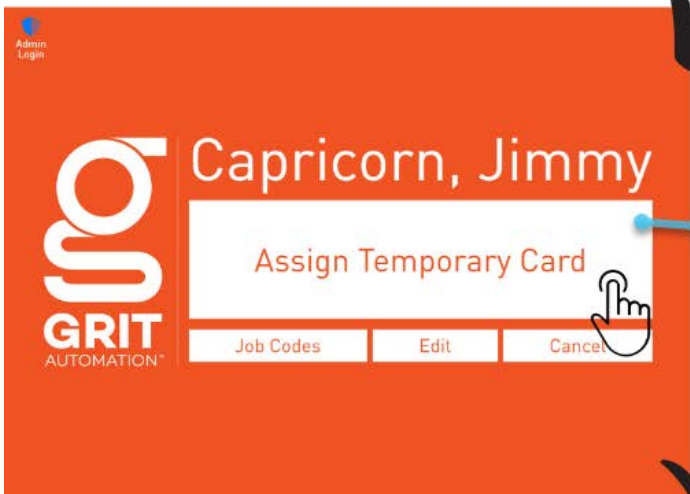 Admin
Login
Capricorn, Jimmy
Assign Temporary Card
GRIT
AUTOMATION™
Job Codes
Edit
Cancel